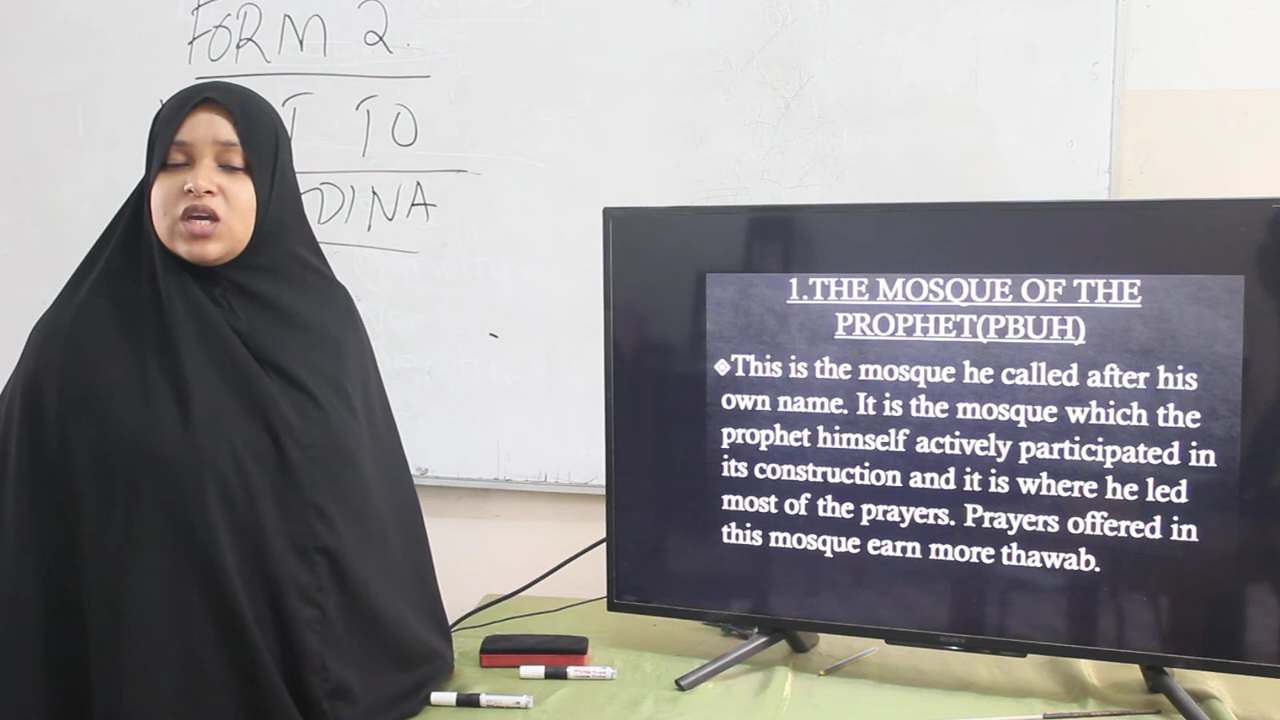 FORM 2.
TO
DINA
1.THE MOSQUE OF THE
PROPHET(PBUH)
This is the mosque he called after his
own name. It is the mosque which the
prophet himself actively participated in
its construction and it is where he led
most of the prayers. Prayers offered in
this mosque earn more thawab.
SONY